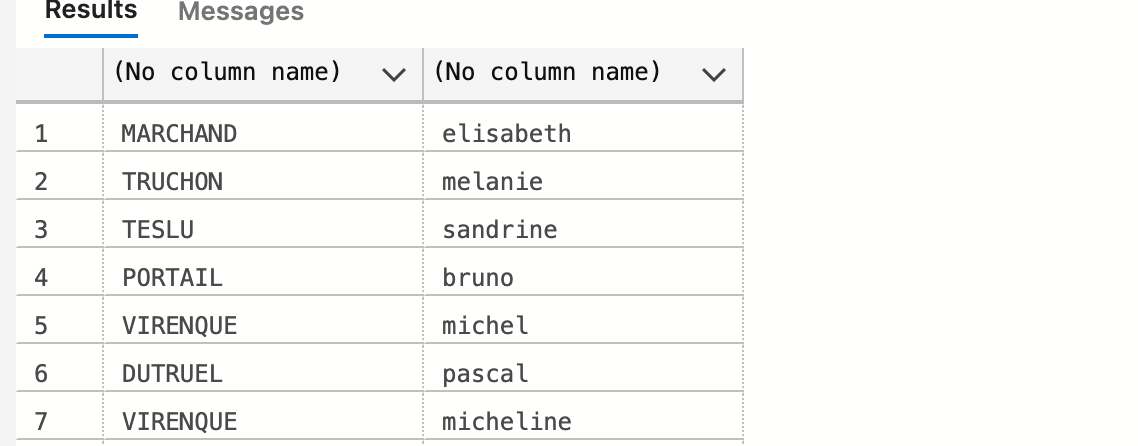 Results Messages
(No column name) (No column name)
1 MARCHAND elisabeth
2 TRUCHON melanie
3 TESLU sandrine
4 PORTAIL bruno
5 VIRENQUE michel
6 DUTRUEL pascal
7 VIRENQUE micheline